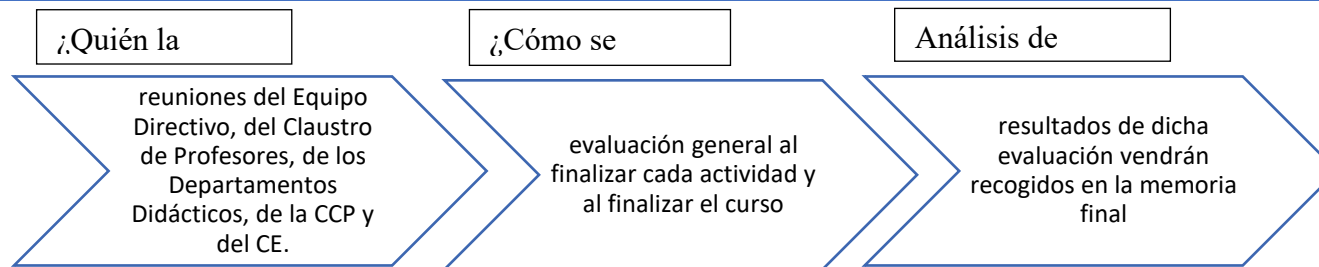 ¿Quién la
reuniones del Equipo
Directivo, del Claustro
de Profesores, de los
Departamentos
Didácticos, de la CCP y
del CE.
¿Cómo se
evaluación general al
finalizar cada actividad y
al finalizar el curso
Análisis de
resultados de dicha
evaluación vendrán
recogidos en la memoria
final